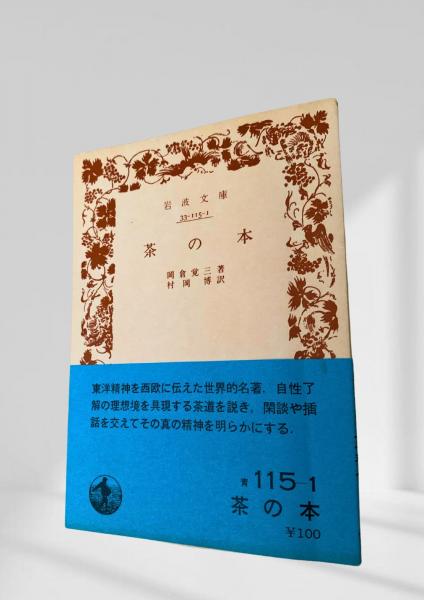 岩波文庫
33-115-1
茶の本
岡倉覚三著
村岡博訳
東洋精神を西欧に伝えた世界的名著．自性了
解の理想境を具現する茶道を説き，閑談や插
話を交えてその真の精神を明らかにする．
青 115-1
茶の本
￥100